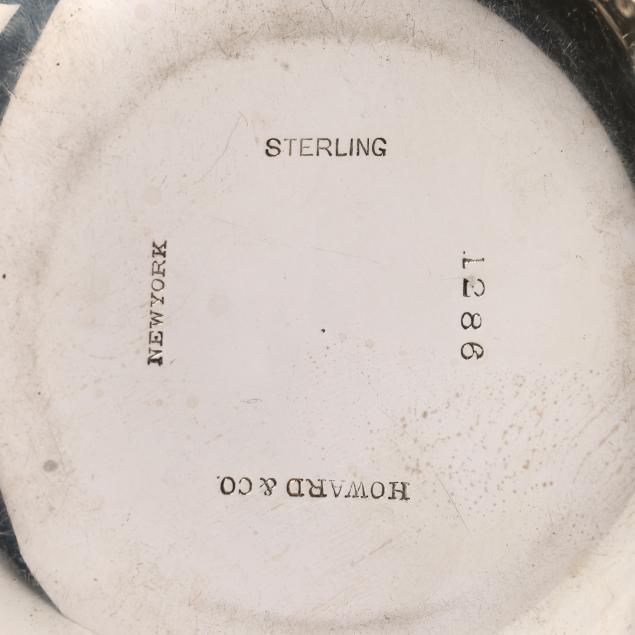 STERLING
1286
HOWARD & CO.
NEWYORK